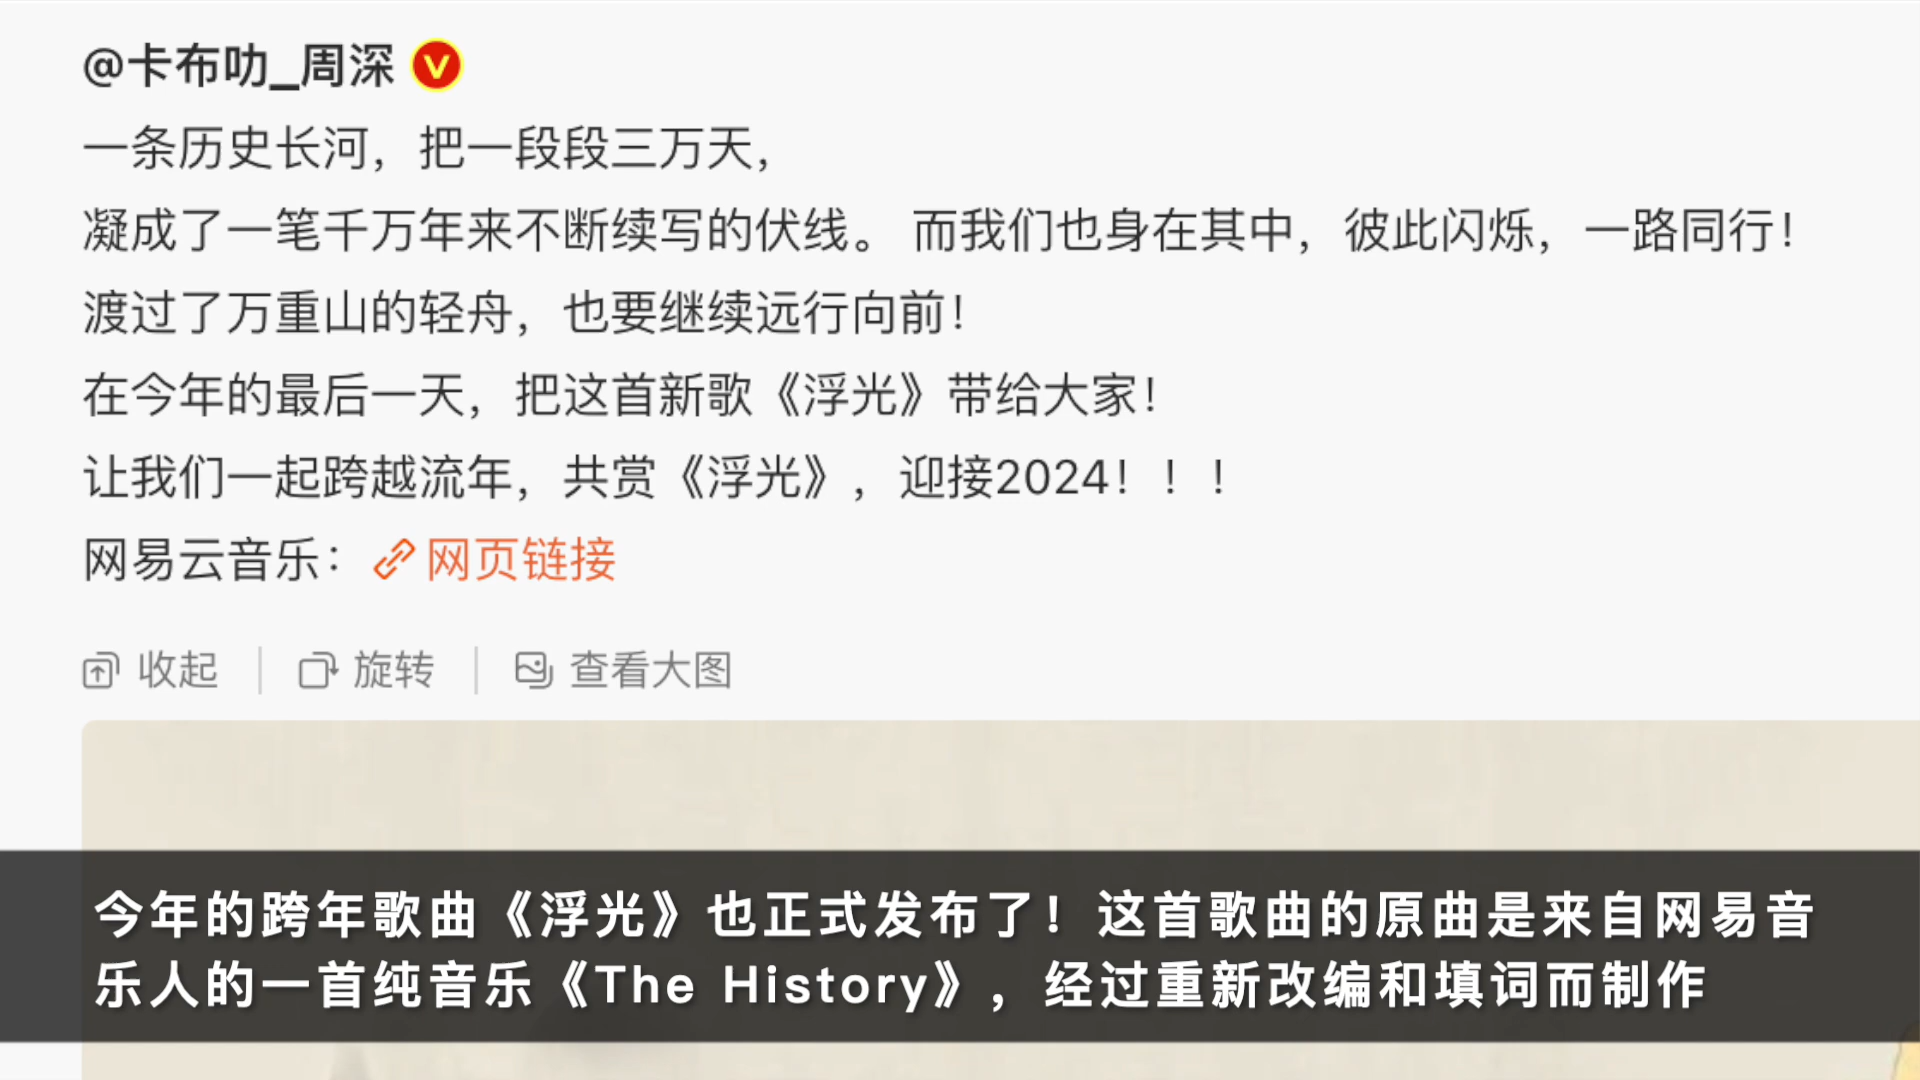 @卡布叻_周深
一条历史长河，把一段段三万天，
凝成了一笔千万年来不断续写的伏线。 而我们也身在其中，彼此闪烁，一路同行！
渡过了万重山的轻舟，也要继续远行向前！
在今年的最后一天，把这首新歌《浮光》带给大家！
让我们一起跨越流年，共赏《浮光》，迎接2024！！！
网易云音乐： 网页链接
收起 旋转 查看大图
今年的跨年歌曲《浮光》也正式发布了！这首歌曲的原曲是来自网易音
乐人的一首纯音乐《The History》，经过重新改编和填词而制作